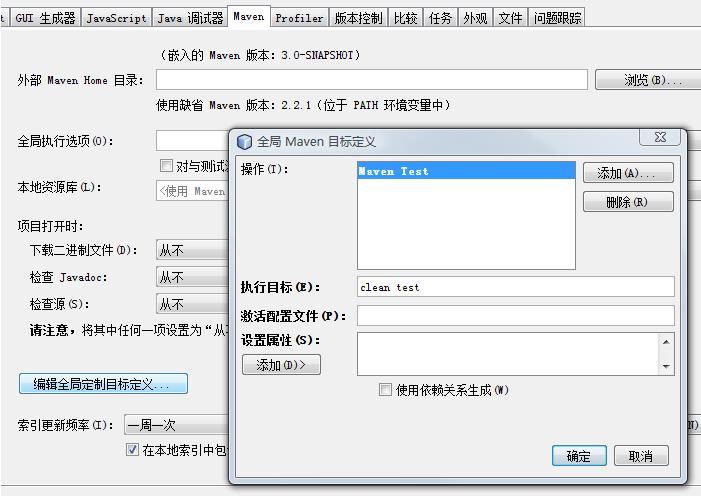 GUI 生成器 JavaScript Java 调试器 Maven Profiler 版本控制 比较 任务 外观 文件 问题跟踪
（嵌入的 Maven 版本: 3.0-SNAPSHOT）
外部 Maven Home 目录:
浏览(B)...
使用缺省 Maven 版本: 2.2.1（位于 PATH 环境变量中）
全局执行选项(O):
对与测试
本地资源库(L): <使用 Maven
项目打开时:
下载二进制文件(D): 从不
检查 Javadoc: 从不
检查源(S): 从不
请注意，将其中任何一项设置为“从
编辑全局定制目标定义...
索引更新频率(I): 一周一次
N)
在本地索引中包
全局 Maven 目标定义
操作(T): Maven Test 添加(A)...
删除(R)
执行目标(E): clean test
激活配置文件(P):
设置属性(S):
添加(D)>
使用依赖关系生成(W)
确定 取消